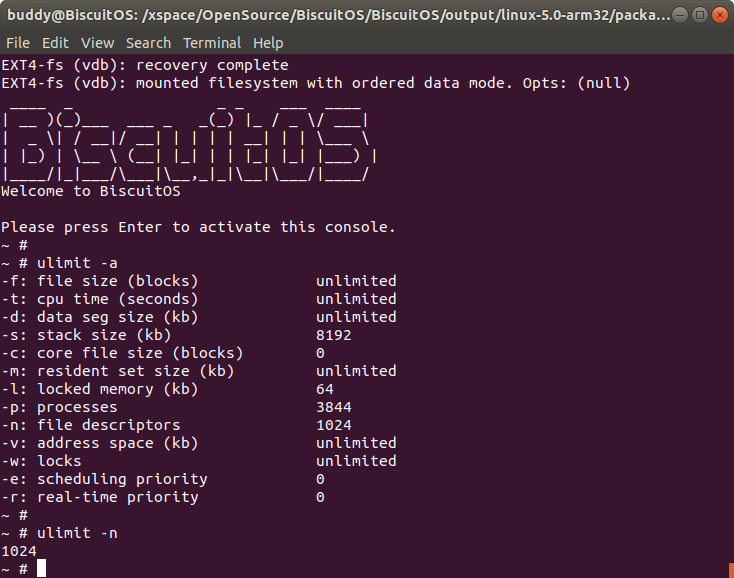 buddy@BiscuitOS: /xspace/OpenSource/BiscuitOS/BiscuitOS/output/linux-5.0-arm32/packa...
File Edit View Search Terminal Help
EXT4-fs (vdb): recovery complete
EXT4-fs (vdb): mounted filesystem with ordered data mode. Opts: (null)
BiscuitOS
Welcome to BiscuitOS
Please press Enter to activate this console.
~ #
~ # ulimit -a
-f: file size (blocks) unlimited
-t: cpu time (seconds) unlimited
-d: data seg size (kb) unlimited
-s: stack size (kb) 8192
-c: core file size (blocks) 0
-m: resident set size (kb) unlimited
-l: locked memory (kb) 64
-p: processes 3844
-n: file descriptors 1024
-v: address space (kb) unlimited
-w: locks unlimited
-e: scheduling priority 0
-r: real-time priority 0
~ #
~ # ulimit -n
1024
~ #